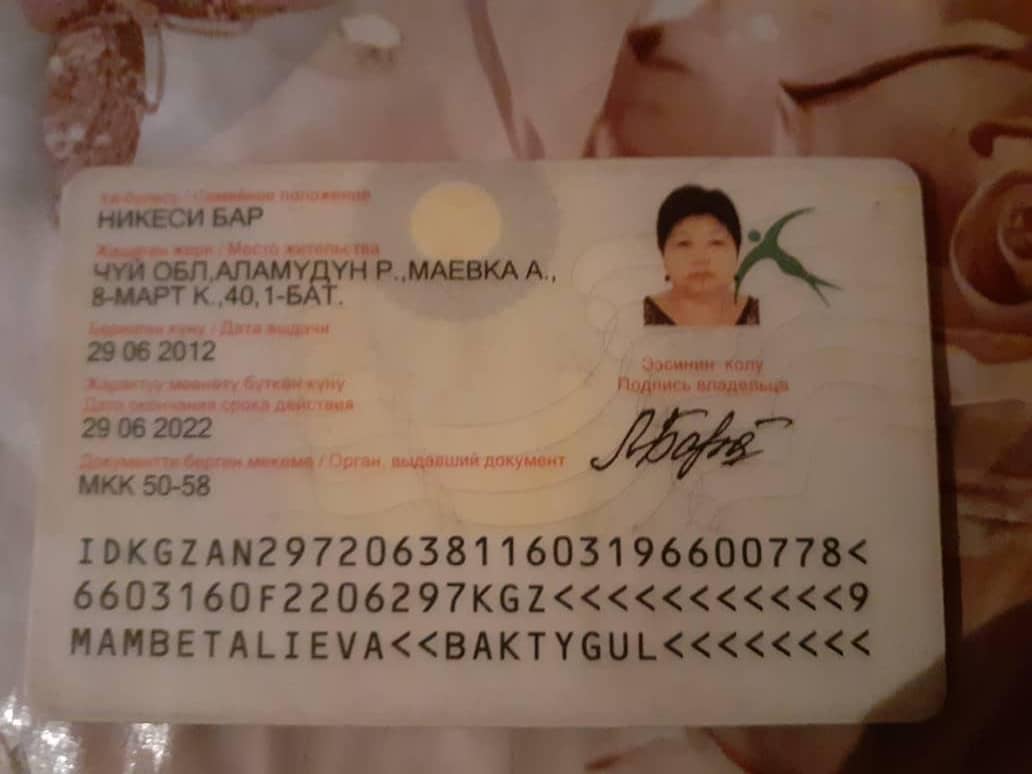 Үй-бүлөсү / Семейное положение
НИКЕСИ БАР
Жашаган жери / Место жительства
ЧҮЙ ОБЛ,АЛАМҮДҮН Р.,МАЕВКА А.,
8-МАРТ К.,40,1-БАТ.
Берилген күнү / Дата выдачи
29 06 2012
Жарактуу мөөнөтү бүткөн күнү
Дата окончания срока действия
29 06 2022
Документти берген мекеме / Орган, выдавший документ
МКК 50-58
Ээсинин колу
Подпись владельца
IDKGZAN2972063811603196600778<
6603160F2206297KGZ<<<<<<<<<<<9
MAMBETALIEVA<<BAKTYGUL<<<<<<<<